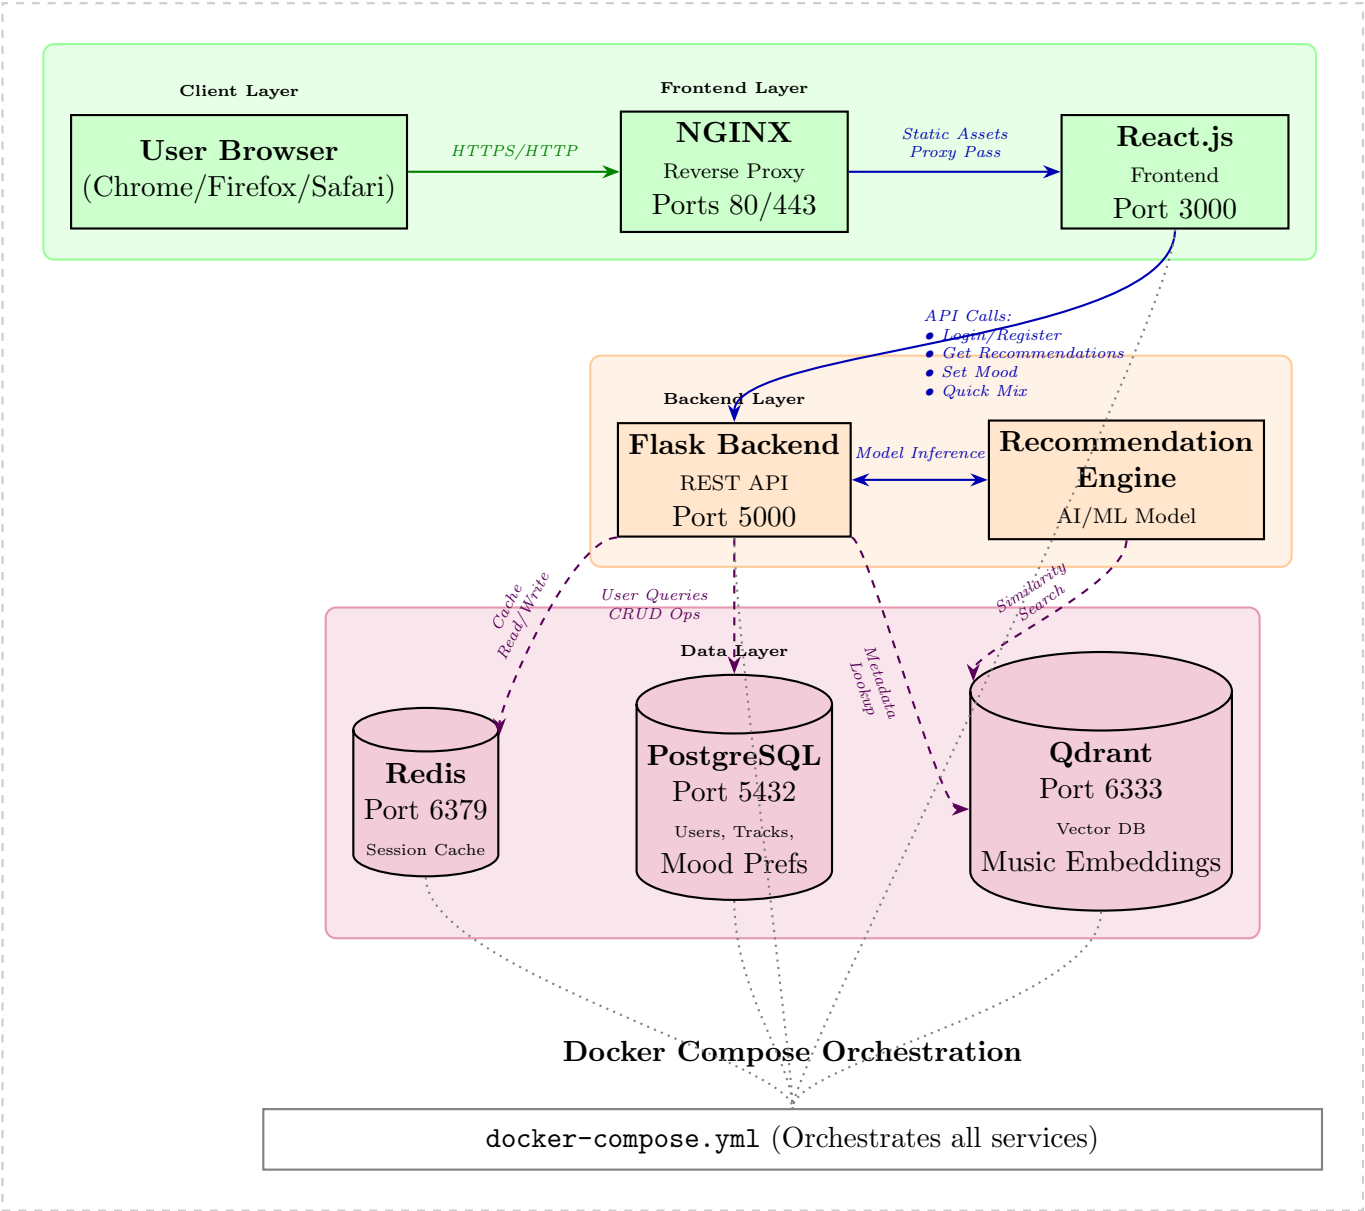 Client Layer
User Browser
(Chrome/Firefox/Safari)
HTTPS/HTTP
Frontend Layer
NGINX
Reverse Proxy
Ports 80/443
Static Assets
Proxy Pass
React.js
Frontend
Port 3000
API Calls:
• Login/Register
• Get Recommendations
• Set Mood
• Quick Mix
Backend Layer
Flask Backend
REST API
Port 5000
Model Inference
Recommendation
Engine
AI/ML Model
Cache
Read/Write
User Queries
CRUD Ops
Metadata
Lookup
Similarity
Search
Data Layer
Redis
Port 6379
Session Cache
PostgreSQL
Port 5432
Users, Tracks,
Mood Prefs
Qdrant
Port 6333
Vector DB
Music Embeddings
Docker Compose Orchestration
docker-compose.yml (Orchestrates all services)